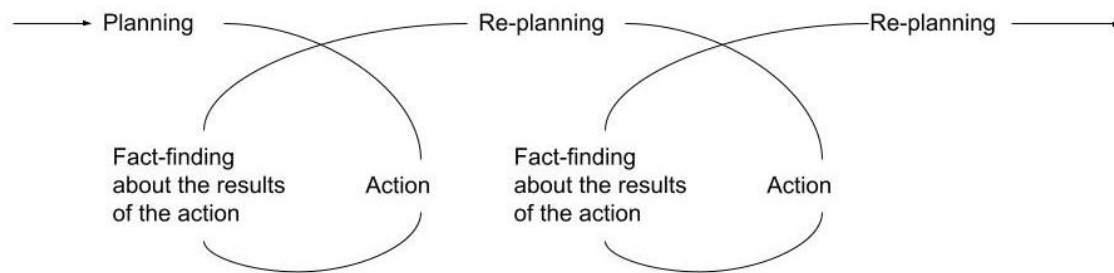 Planning
Re-planning
Re-planning
Fact-finding
about the results
of the action
Action
Fact-finding
about the results
of the action
Action